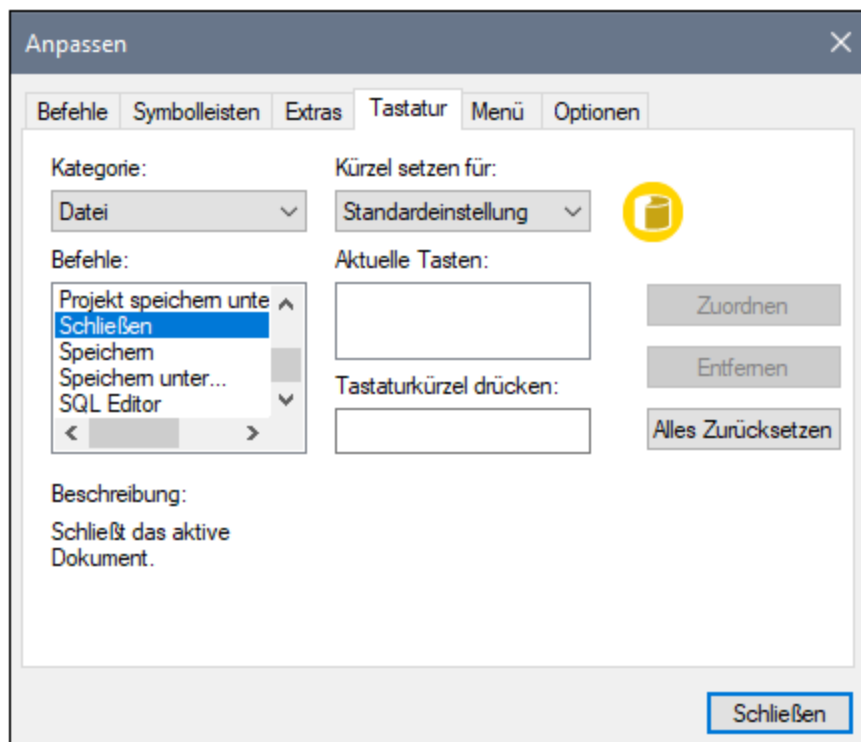 Anpassen
Befehle Symbolleisten Extras Tastatur Menü Optionen
Kategorie: Kürzel setzen für:
Datei Standardeinstellung
Befehle: Aktuelle Tasten:
Projekt speichern unte
Schließen
Speichern
Speichern unter...
SQL Editor
Tastaturkürzel drücken:
Zuordnen
Entfernen
Alles Zurücksetzen
Beschreibung:
Schließt das aktive
Dokument.
Schließen